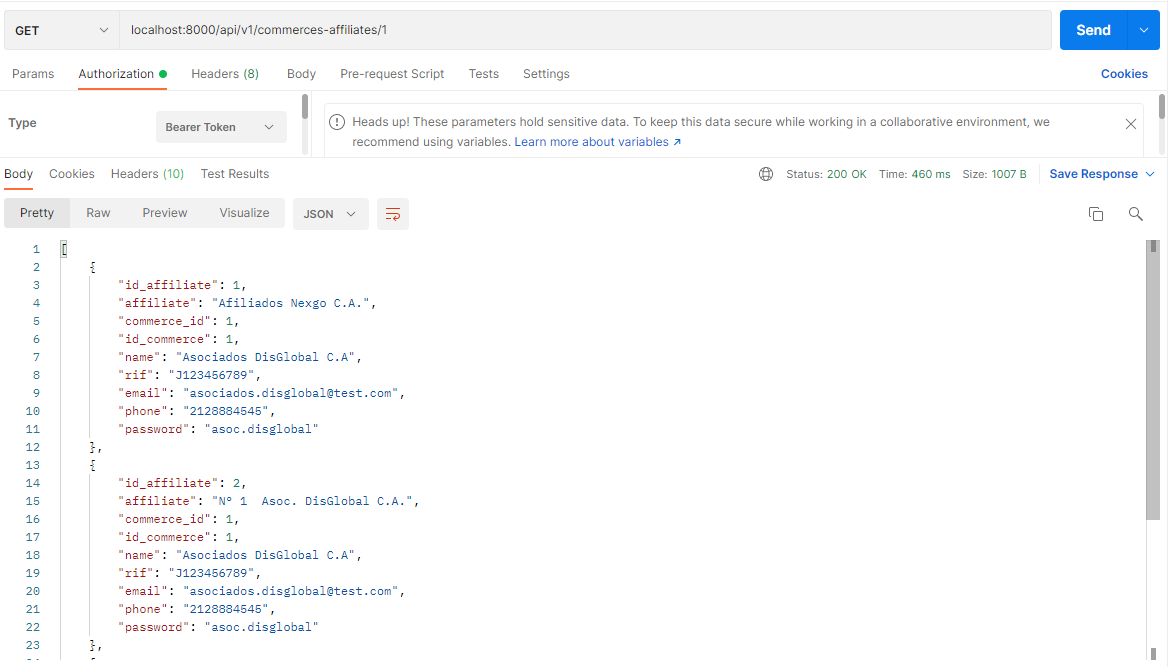 GET localhost:8000/api/v1/commerces-affiliates/1 Send
Params Authorization Headers (8) Body Pre-request Script Tests Settings Cookies
Type Bearer Token
Heads up! These parameters hold sensitive data. To keep this data secure while working in a collaborative environment, we
recommend using variables. Learn more about variables ↗
Body Cookies Headers (10) Test Results Status: 200 OK Time: 460 ms Size: 1007 B Save Response
Pretty Raw Preview Visualize JSON
1 [
2 {
3 "id_affiliate": 1,
4 "affiliate": "Afiliados Nexgo C.A.",
5 "commerce_id": 1,
6 "id_commerce": 1,
7 "name": "Asociados DisGlobal C.A",
8 "rif": "J123456789",
9 "email": "asociados.disglobal@test.com",
10 "phone": "2128884545",
11 "password": "asoc.disglobal"
12 },
13 {
14 "id_affiliate": 2,
15 "affiliate": "Nº 1  Asoc. DisGlobal C.A.",
16 "commerce_id": 1,
17 "id_commerce": 1,
18 "name": "Asociados DisGlobal C.A",
19 "rif": "J123456789",
20 "email": "asociados.disglobal@test.com",
21 "phone": "2128884545",
22 "password": "asoc.disglobal"
23 },